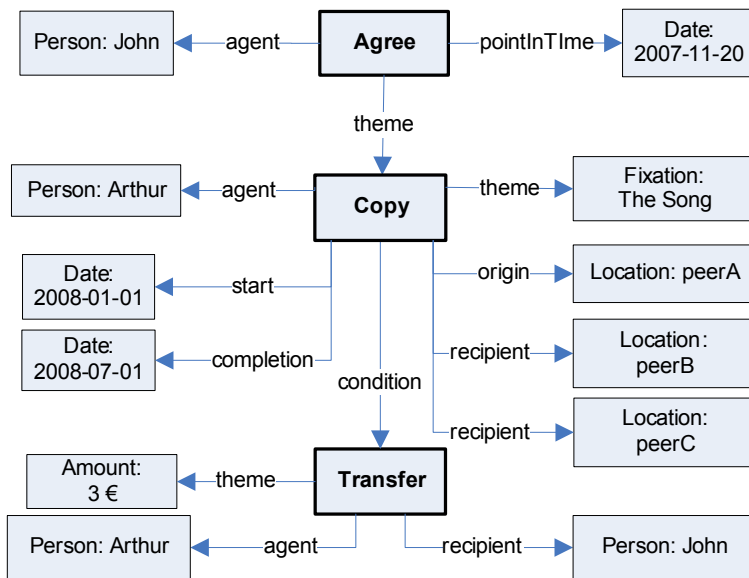 Person: John
agent
Agree
pointInTIme
Date:
2007-11-20
theme
Person: Arthur
agent
Copy
theme
Fixation:
The Song
Date:
2008-01-01
start
origin
Location: peerA
Date:
2008-07-01
completion
condition
recipient
Location:
peerB
recipient
Location:
peerC
Amount:
3 €
theme
Transfer
Person: Arthur
agent
recipient
Person: John